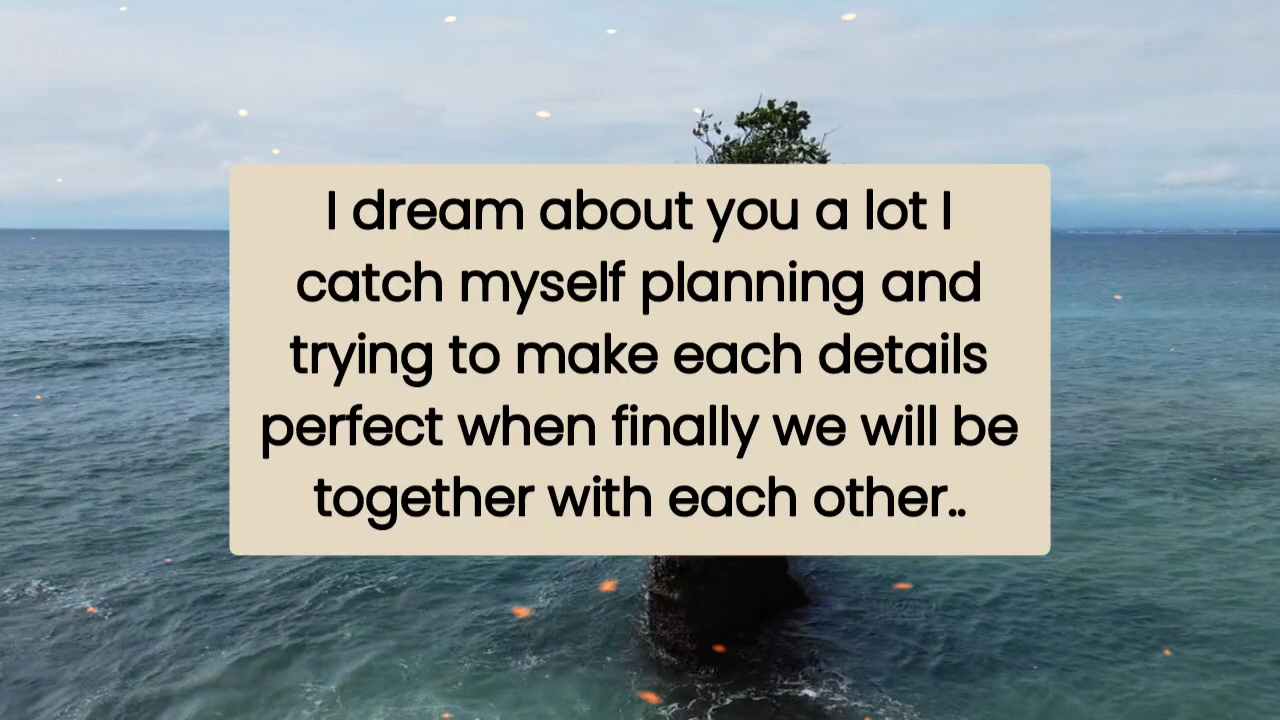 I dream about you a lot I
catch myself planning and
trying to make each details
perfect when finally we will be
together with each other..